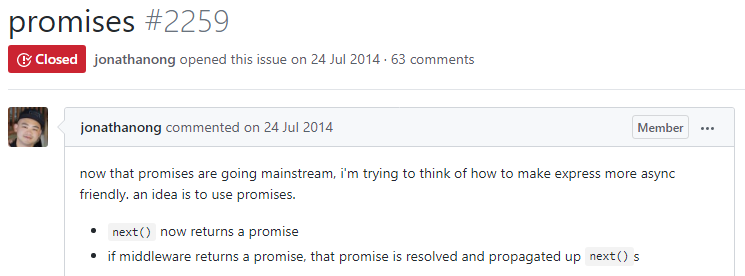 promises #2259
Closed jonathanong opened this issue on 24 Jul 2014 · 63 comments
jonathanong commented on 24 Jul 2014 Member ···
now that promises are going mainstream, i'm trying to think of how to make express more async
friendly. an idea is to use promises.
• next() now returns a promise
• if middleware returns a promise, that promise is resolved and propagated up next() s